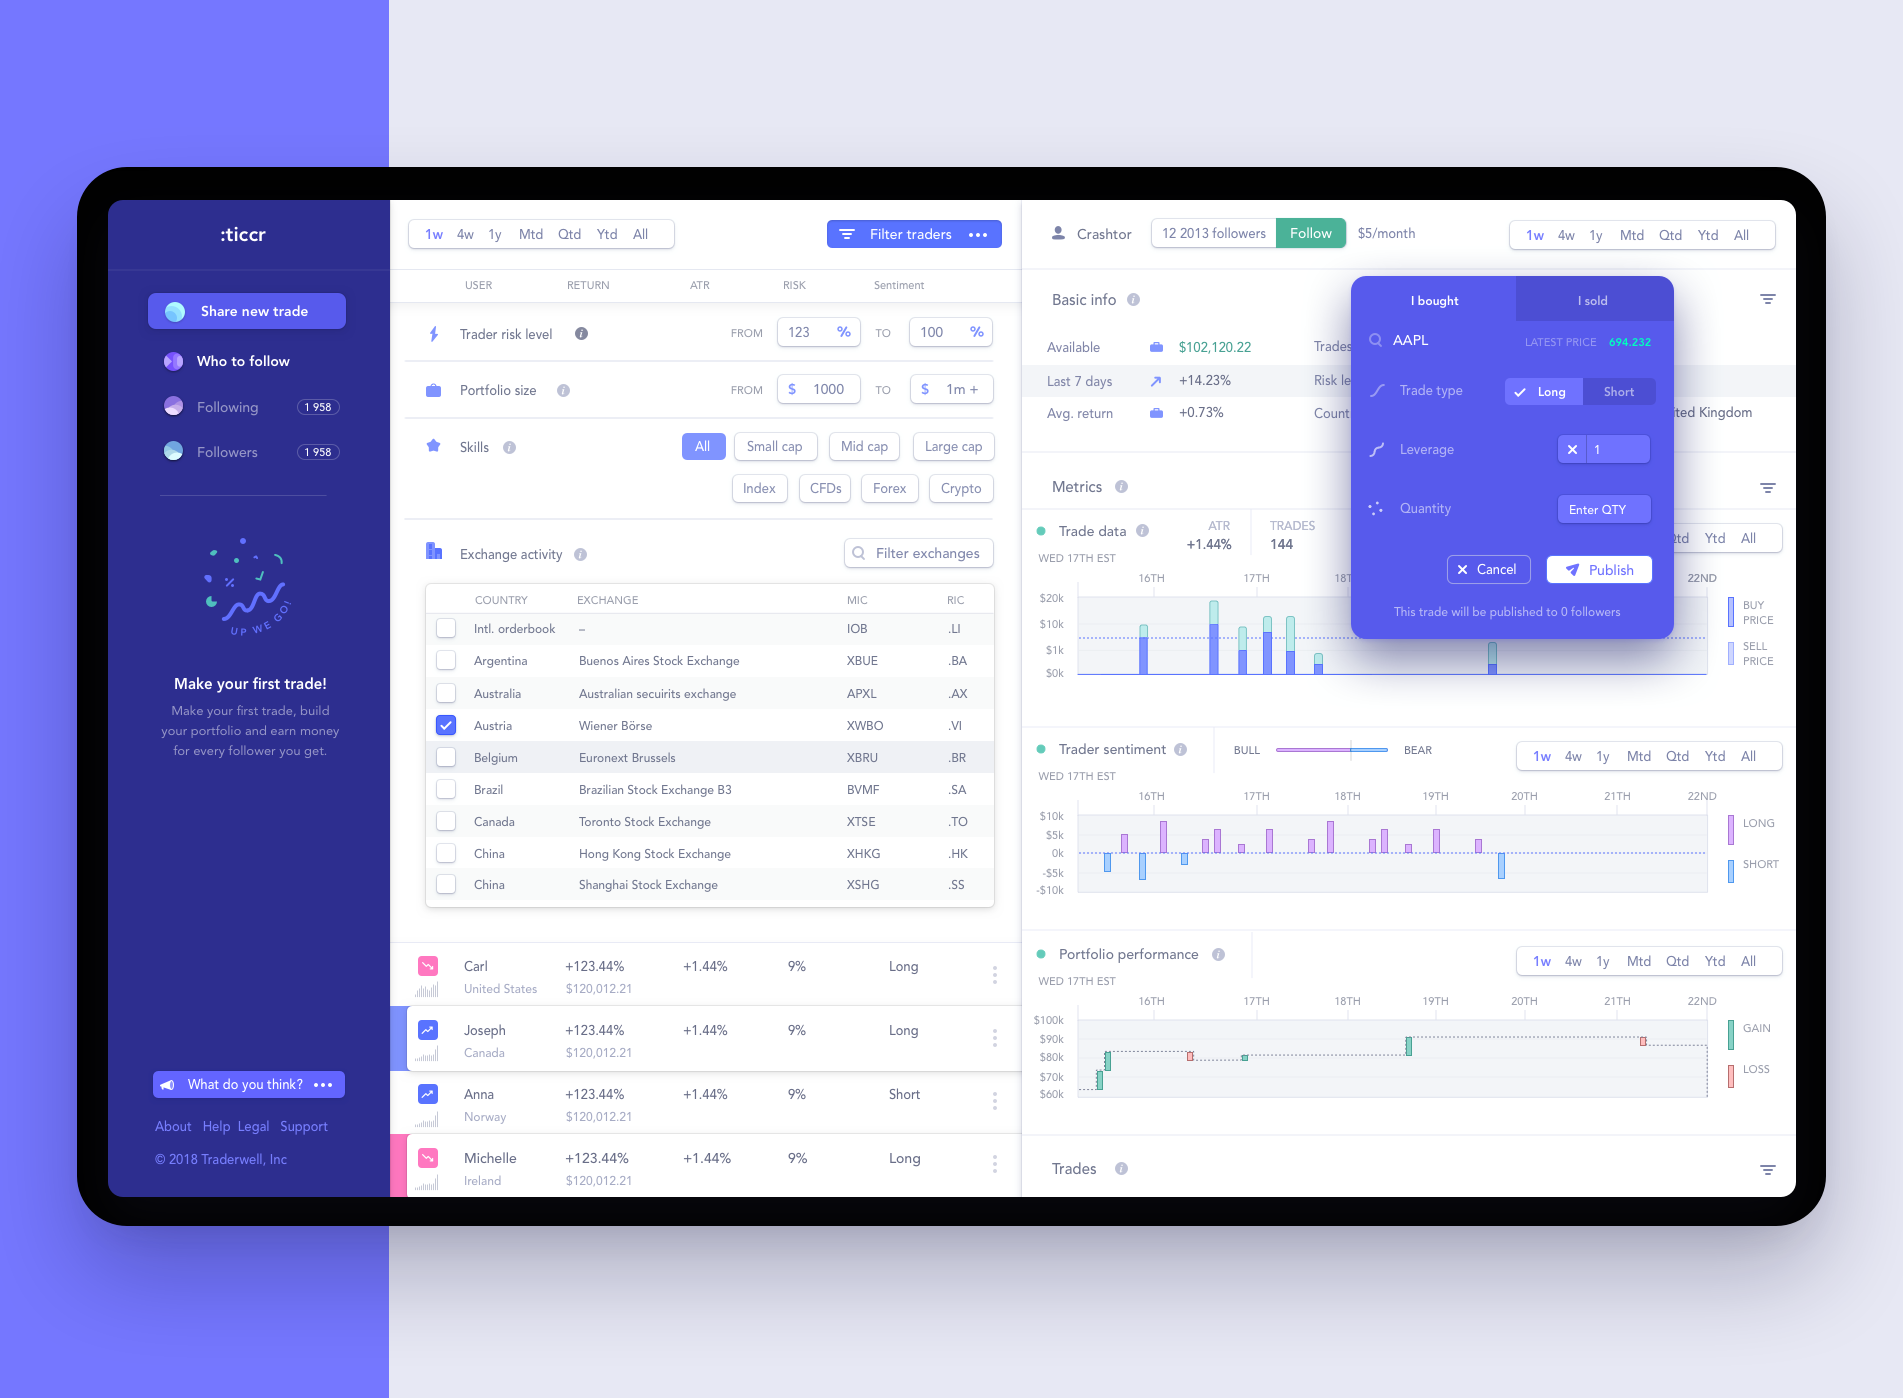 :ticcr
Share new trade
Who to follow
Following 1 958
Followers 1 958
UP WE GO!
Make your first trade!
Make your first trade, build
your portfolio and earn money
for every follower you get.
What do you think?
About Help Legal Support
© 2018 Traderwell, Inc
1w 4w 1y Mtd Qtd Ytd All
Filter traders
USER RETURN ATR RISK Sentiment
Trader risk level FROM 123 % TO 100 %
Portfolio size FROM $ 1000 TO $ 1m +
Skills All Small cap Mid cap Large cap
Index CFDs Forex Crypto
Exchange activity Filter exchanges
COUNTRY EXCHANGE MIC RIC
Intl. orderbook – IOB .LI
Argentina Buenos Aires Stock Exchange XBUE .BA
Australia Australian secuirits exchange APXL .AX
Austria Wiener Börse XWBO .VI
Belgium Euronext Brussels XBRU .BR
Brazil Brazilian Stock Exchange B3 BVMF .SA
Canada Toronto Stock Exchange XTSE .TO
China Hong Kong Stock Exchange XHKG .HK
China Shanghai Stock Exchange XSHG .SS
Carl +123.44% +1.44% 9% Long
United States $120,012.21
Joseph +123.44% +1.44% 9% Long
Canada $120,012.21
Anna +123.44% +1.44% 9% Short
Norway $120,012.21
Michelle +123.44% +1.44% 9% Long
Ireland $120,012.21
Crashtor 12 2013 followers Follow $5/month
1w 4w 1y Mtd Qtd Ytd All
Basic info
Available $102,120.22 Trades
Last 7 days +14.23% Risk le
Avg. return +0.73% Count ited Kingdom
I bought I sold
AAPL LATEST PRICE 694.232
Trade type Long Short
Leverage 1
Quantity Enter QTY
Cancel Publish
This trade will be published to 0 followers
Metrics
Trade data ATR TRADES
+1.44% 144
Qtd Ytd All
WED 17TH EST
16TH 17TH 18T 22ND
$20k
$10k
$1k
$0k
BUY
PRICE
SELL
PRICE
Trader sentiment BULL BEAR
1w 4w 1y Mtd Qtd Ytd All
WED 17TH EST
16TH 17TH 18TH 19TH 20TH 21TH 22ND
$10k
$5k
0k
-$5k
-$10k
LONG
SHORT
Portfolio performance
1w 4w 1y Mtd Qtd Ytd All
WED 17TH EST
16TH 17TH 18TH 19TH 20TH 21TH 22ND
$100k
$90k
$80k
$70k
$60k
GAIN
LOSS
Trades